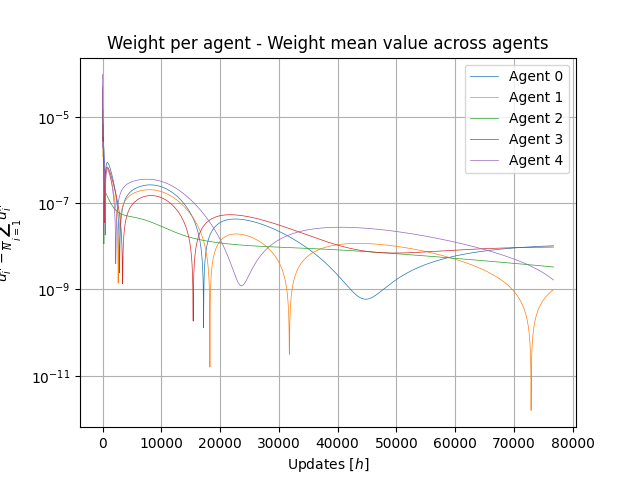 Weight per agent - Weight mean value across agents
Agent 0
Agent 1
Agent 2
Agent 3
Agent 4
10⁻⁵
10⁻⁷
10⁻⁹
10⁻¹¹
0 10000 20000 30000 40000 50000 60000 70000 80000
Updates [h]